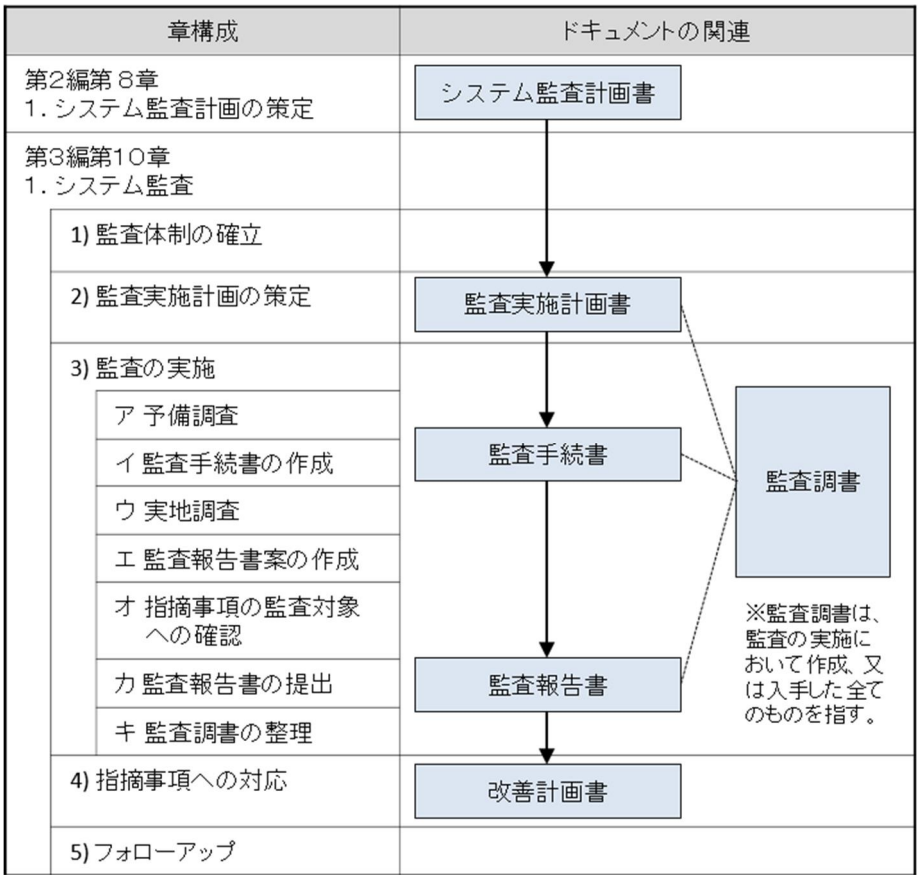 章構成
ドキュメントの関連
第2編第8章
1.システム監査計画の策定
システム監査計画書
第3編第10章
1.システム監査
1)監査体制の確立
2)監査実施計画の策定
監査実施計画書
3)監査の実施
ア 予備調査
イ 監査手続書の作成
監査手続書
監査調書
ウ 実地調査
エ 監査報告書案の作成
オ 指摘事項の監査対象
への確認
※監査調書は、
監査の実施に
おいて作成、又
は入手した全て
のものを指す。
カ 監査報告書の提出
監査報告書
キ 監査調書の整理
4)指摘事項への対応
改善計画書
5)フォローアップ